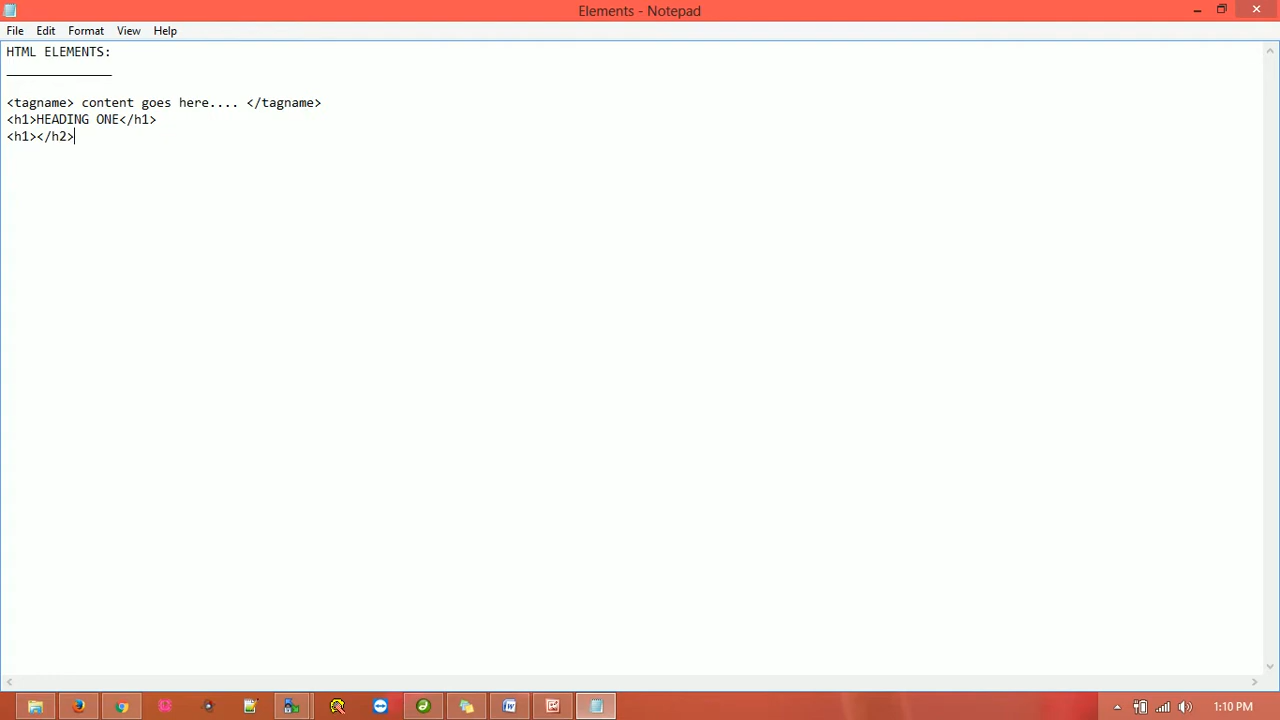 Elements - Notepad
File Edit Format View Help
HTML ELEMENTS:
______________
<tagname> content goes here.... </tagname>
<h1>HEADING ONE</h1>
<h1></h2>
1:10 PM